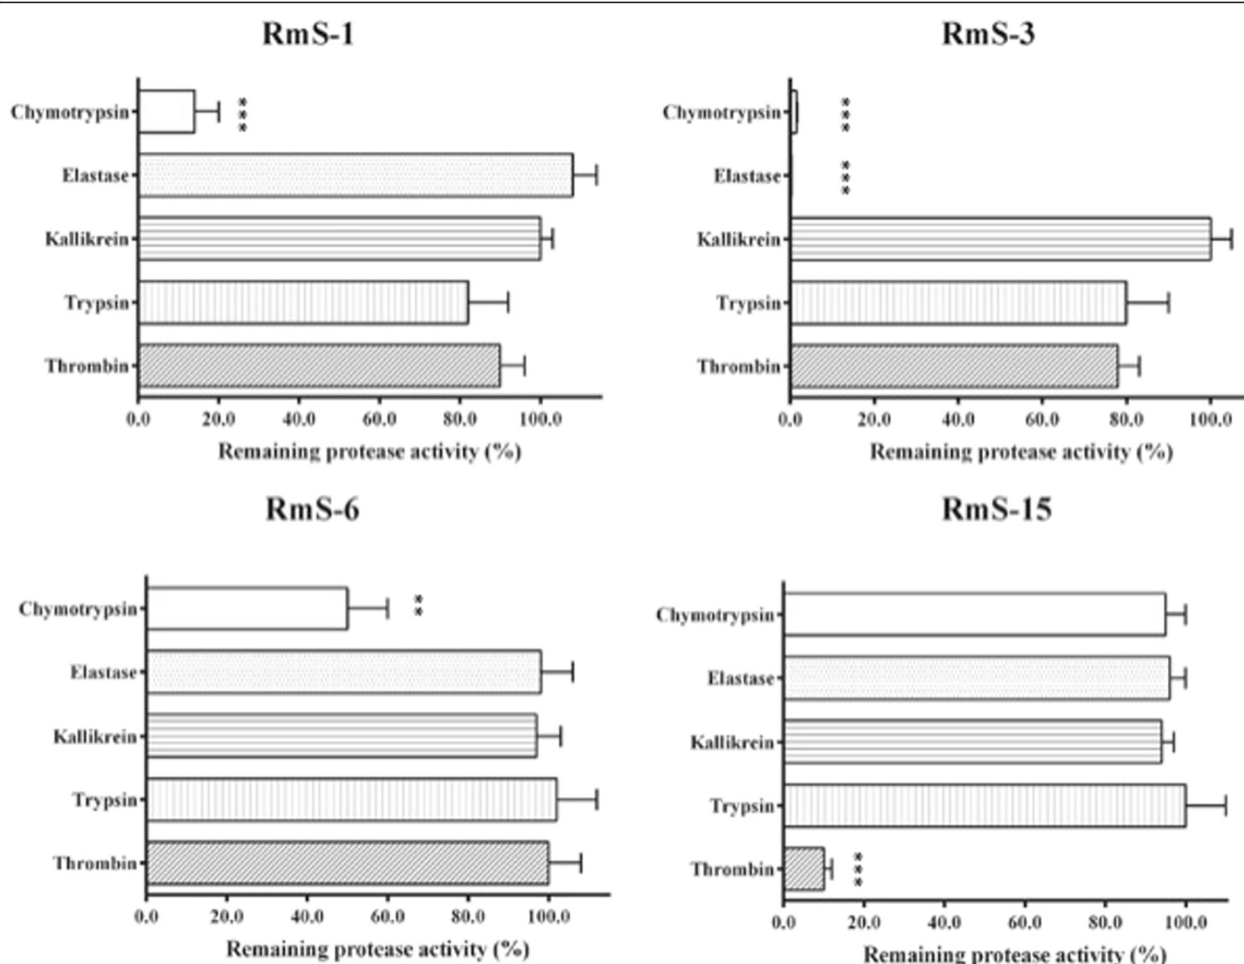 RmS-1
Chymotrypsin
***
Elastase
Kallikrein
Trypsin
Thrombin
0.0 20.0 40.0 60.0 80.0 100.0
Remaining protease activity (%)
RmS-3
Chymotrypsin
***
Elastase
***
Kallikrein
Trypsin
Thrombin
0.0 20.0 40.0 60.0 80.0 100.0
Remaining protease activity (%)
RmS-6
Chymotrypsin
**
Elastase
Kallikrein
Trypsin
Thrombin
0.0 20.0 40.0 60.0 80.0 100.0
Remaining protease activity (%)
RmS-15
Chymotrypsin
Elastase
Kallikrein
Trypsin
Thrombin
***
0.0 20.0 40.0 60.0 80.0 100.0
Remaining protease activity (%)